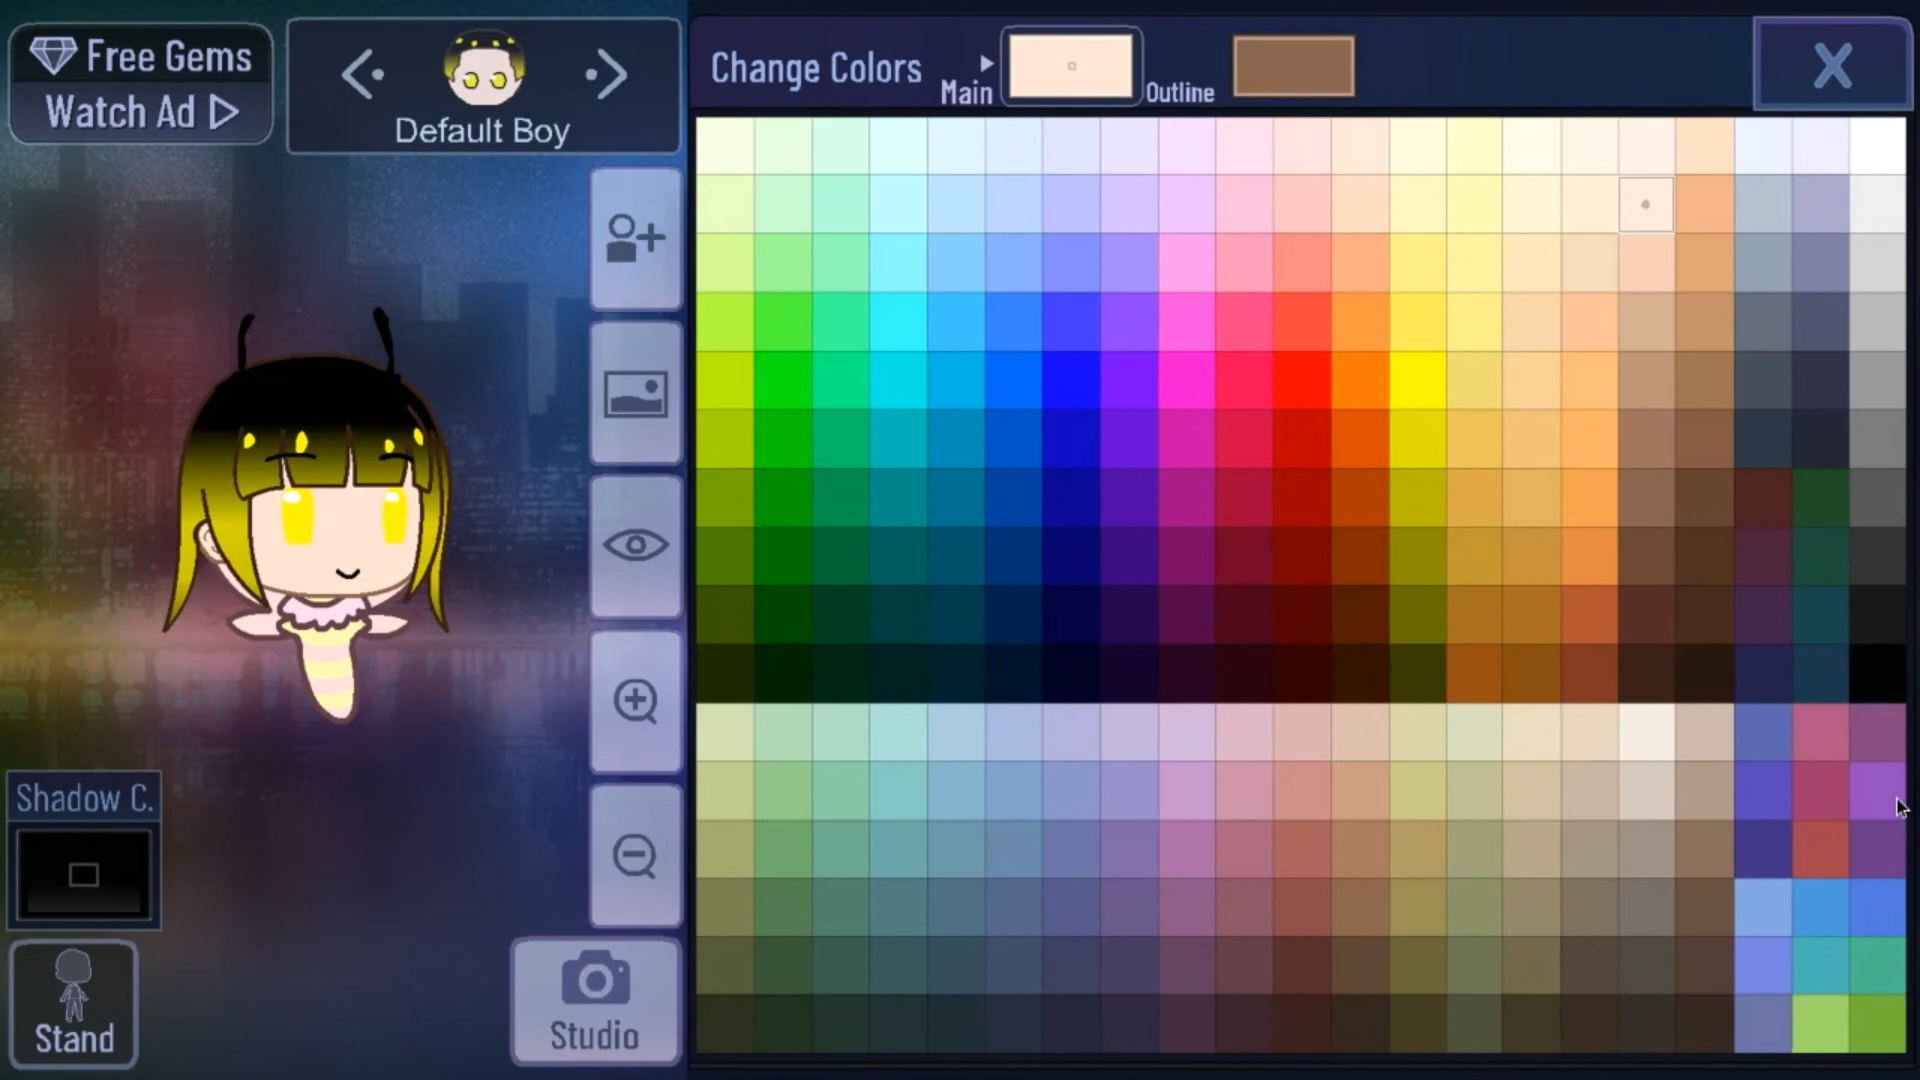 Free Gems
Watch Ad
Default Boy
Change Colors
Main
Outline
X
Shadow C.
Stand
Studio